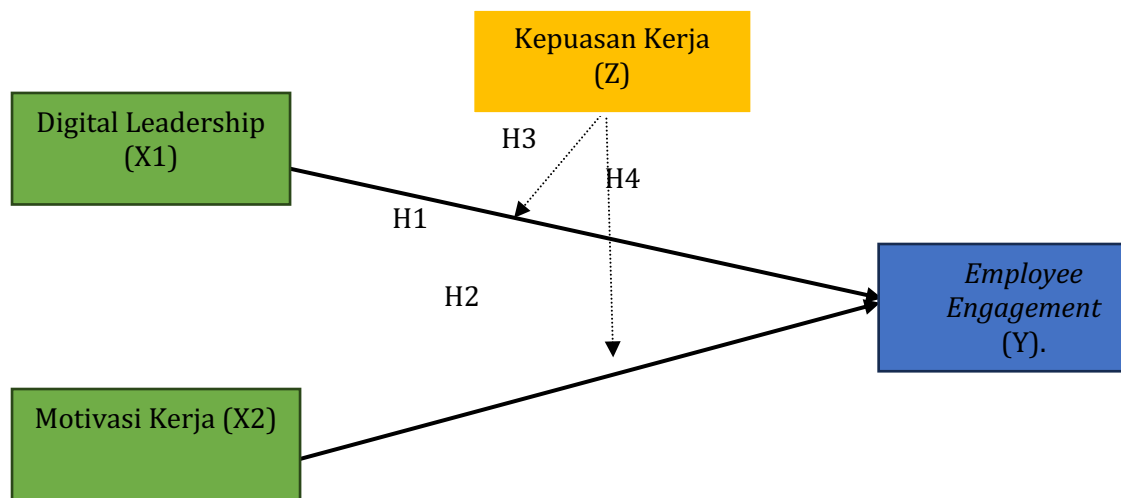 Kepuasan Kerja
(Z)
Digital Leadership
(X1)
H3
H4
H1
H2
Employee
Engagement
(Y).
Motivasi Kerja (X2)